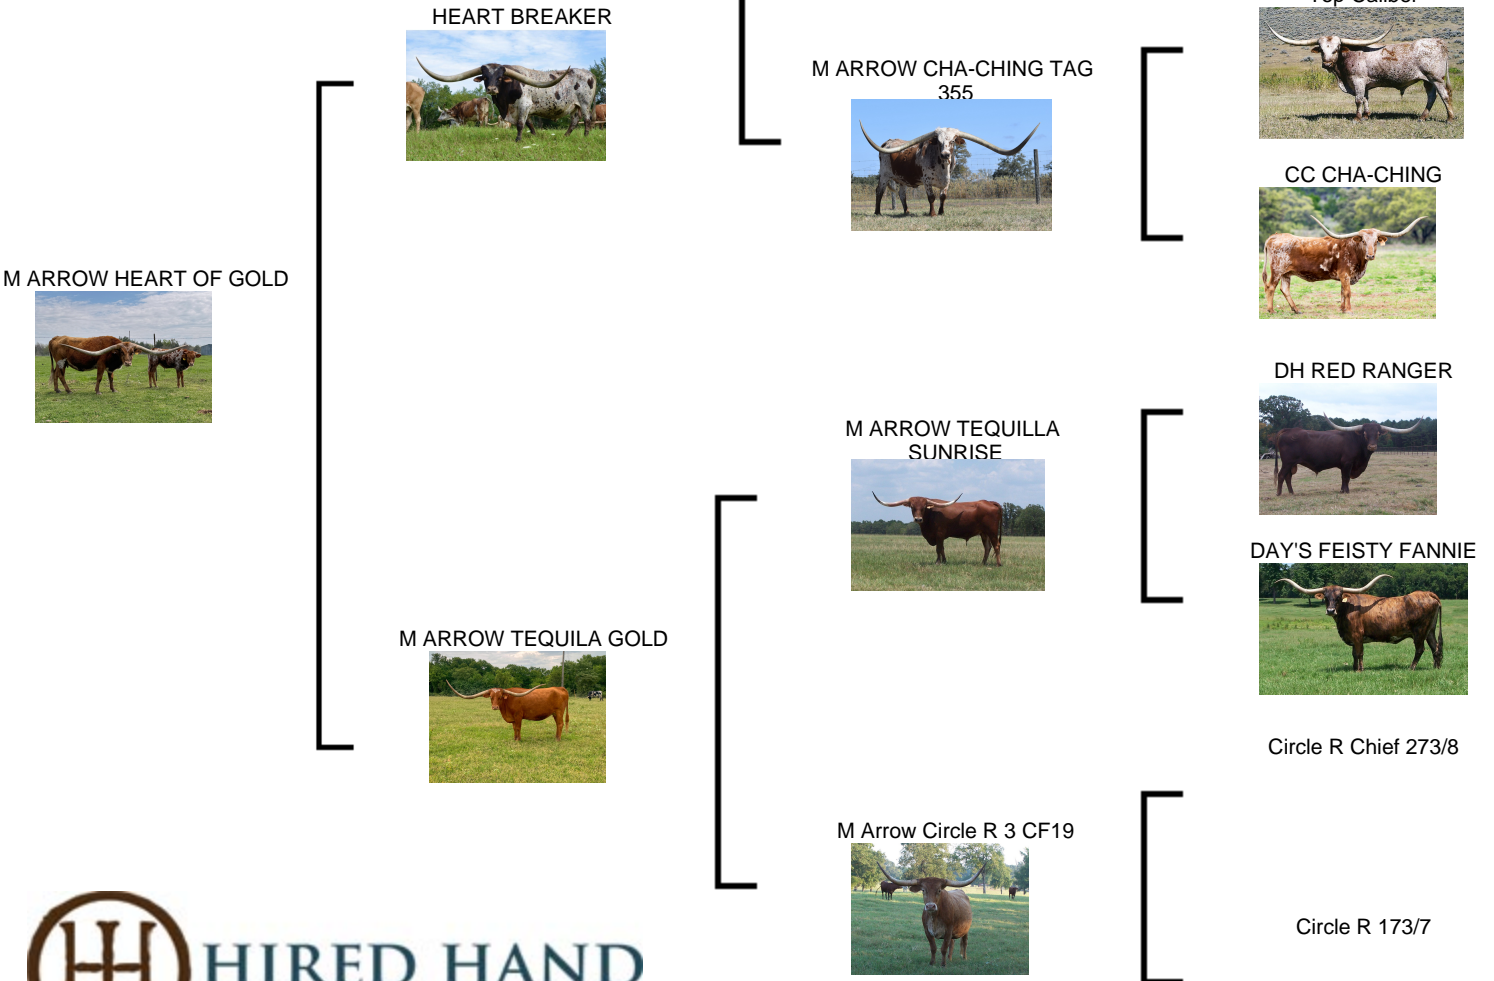 HEART BREAKER
Top Caliber
M ARROW CHA-CHING TAG
355
CC CHA-CHING
M ARROW HEART OF GOLD
DH RED RANGER
M ARROW TEQUILLA
SUNRISE
DAY'S FEISTY FANNIE
M ARROW TEQUILA GOLD
Circle R Chief 273/8
M Arrow Circle R 3 CF19
Circle R 173/7
HIRED HAND